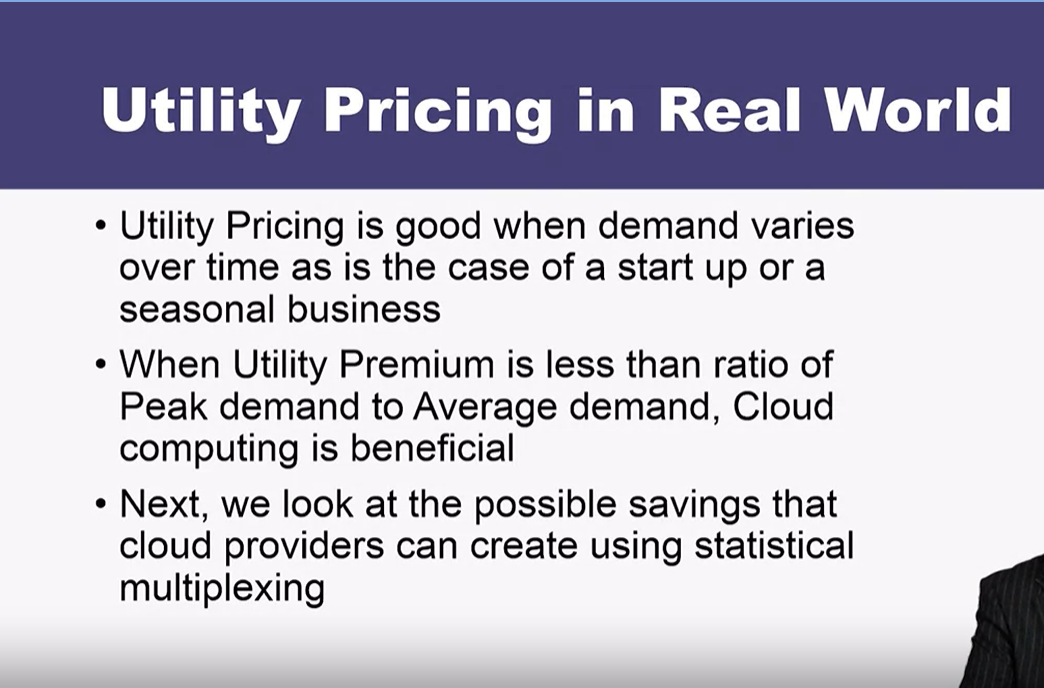 Utility Pricing in Real World
• Utility Pricing is good when demand varies
over time as is the case of a start up or a
seasonal business
• When Utility Premium is less than ratio of
Peak demand to Average demand, Cloud
computing is beneficial
• Next, we look at the possible savings that
cloud providers can create using statistical
multiplexing